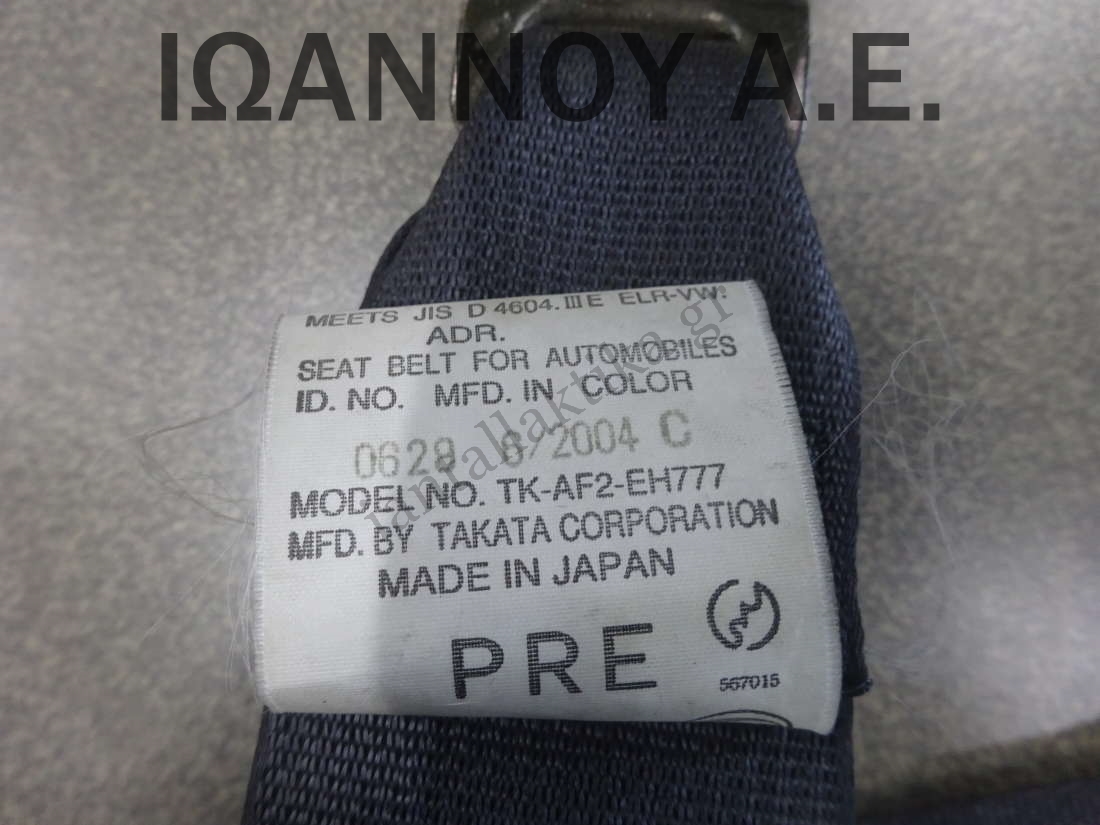 ΙΩΑΝΝΟΥ Α.Ε.
MEETS JIS D 4604. III E ELR-VW.
ADR.
SEAT BELT FOR AUTOMOBILES
ID. NO. MFD. IN COLOR
0628 8/2004 C
MODEL NO. TK-AF2-EH777
MFD. BY TAKATA CORPORATION
MADE IN JAPAN
PRE
567015